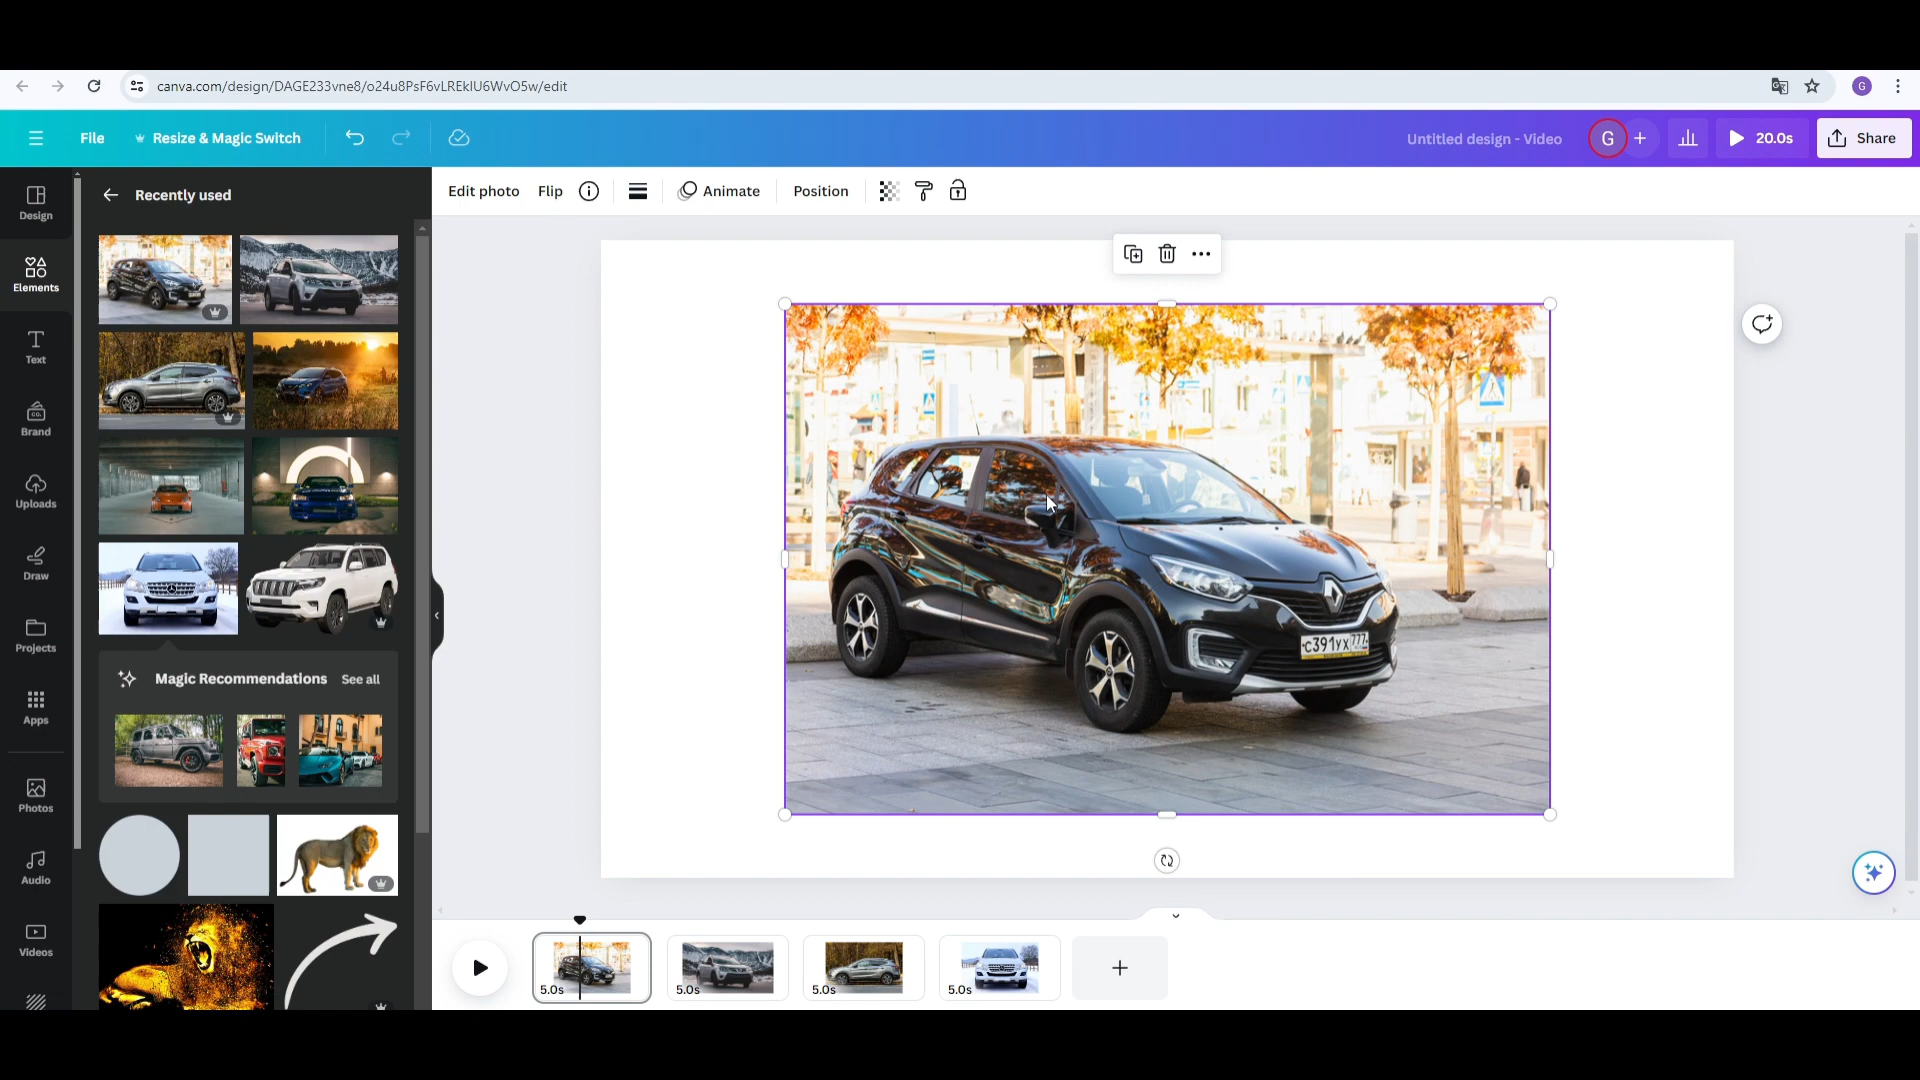 canva.com/design/DAGE233vne8/o24u8PsF6vLREkIU6WvO5w/edit
G
File
Resize & Magic Switch
Untitled design - Video
G
20.0s
Share
Design
Elements
Text
Brand
Uploads
Draw
Projects
Apps
Photos
Audio
Videos
Recently used
Magic Recommendations
See all
Edit photo
Flip
Animate
Position
c391yx777
5.0s
5.0s
5.0s
5.0s